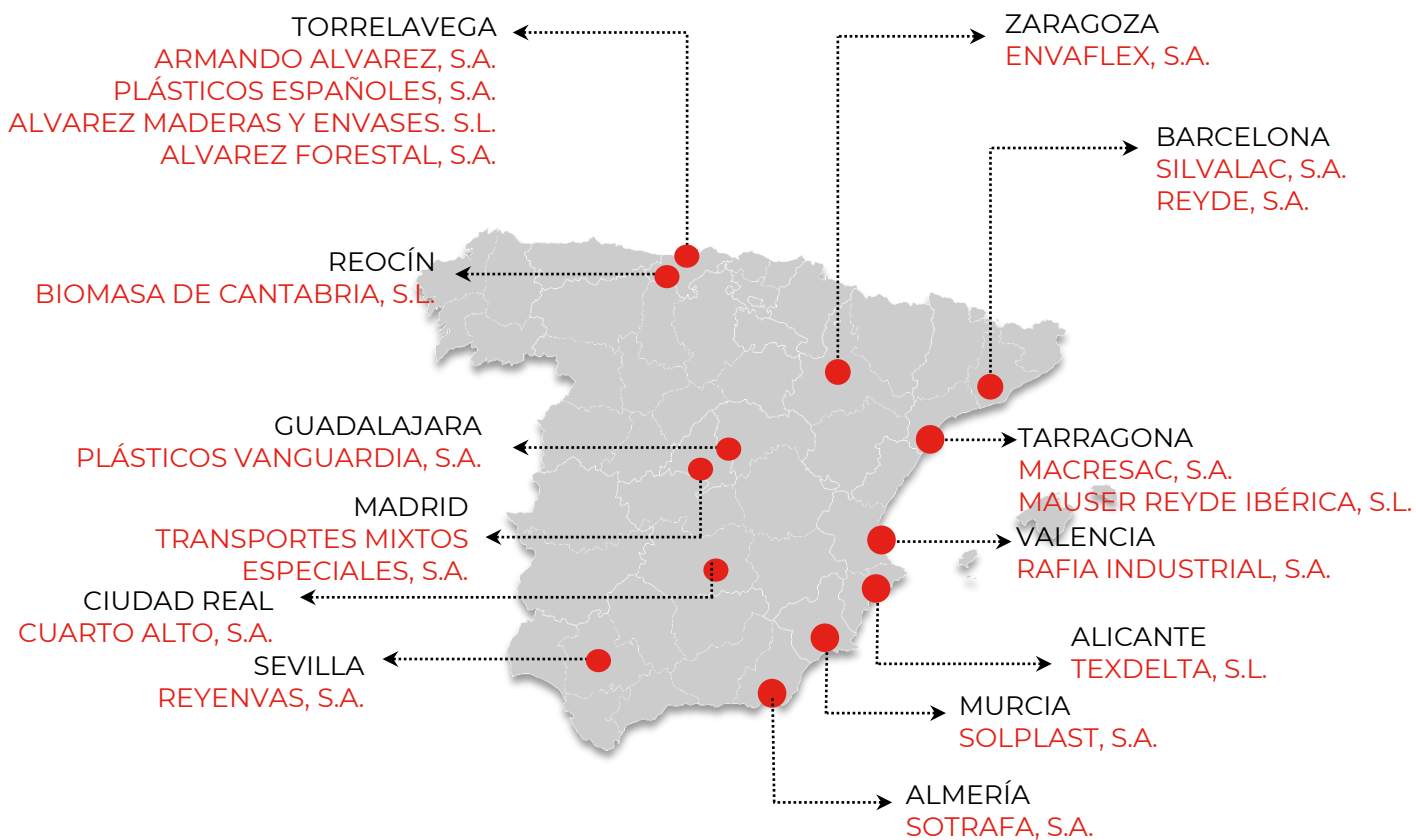 TORRELAVEGA
ARMANDO ALVAREZ, S.A.
PLÁSTICOS ESPAÑOLES, S.A.
ALVAREZ MADERAS Y ENVASES. S.L.
ALVAREZ FORESTAL, S.A.
ZARAGOZA
ENVAFLEX, S.A.
BARCELONA
SILVALAC, S.A.
REYDE, S.A.
REOCÍN
BIOMASA DE CANTABRIA, S.L.
GUADALAJARA
PLÁSTICOS VANGUARDIA, S.A.
TARRAGONA
MACRESAC, S.A.
MAUSER REYDE IBÉRICA, S.L.
MADRID
TRANSPORTES MIXTOS
ESPECIALES, S.A.
VALENCIA
RAFIA INDUSTRIAL, S.A.
CIUDAD REAL
CUARTO ALTO, S.A.
ALICANTE
TEXDELTA, S.L.
SEVILLA
REYENVAS, S.A.
MURCIA
SOLPLAST, S.A.
ALMERÍA
SOTRAFA, S.A.